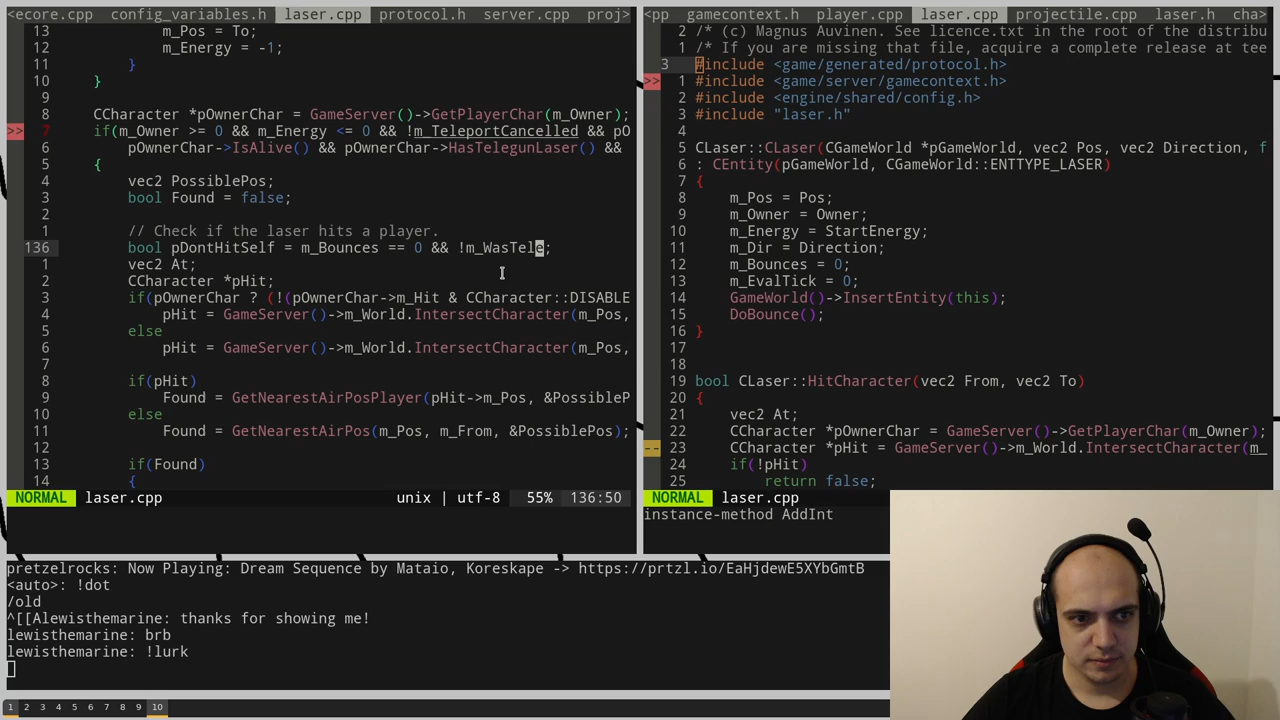 <ecore.cpp config_variables.h laser.cpp protocol.h server.cpp proj>
13 m_Pos = To;
12 m_Energy = -1;
11 }
10 }
9
8 CCharacter *pOwnerChar = GameServer()->GetPlayerChar(m_Owner);
>> 7 if(m_Owner >= 0 && m_Energy <= 0 && !m_TeleportCancelled && pO
6 pOwnerChar->IsAlive() && pOwnerChar->HasTelegunLaser() &&
5 {
4 vec2 PossiblePos;
3 bool Found = false;
2
1 // Check if the laser hits a player.
136 bool pDontHitSelf = m_Bounces == 0 && !m_WasTele;
1 vec2 At;
2 CCharacter *pHit;
3 if(pOwnerChar ? (!(pOwnerChar->m_Hit & CCharacter::DISABLE
4 pHit = GameServer()->m_World.IntersectCharacter(m_Pos,
5 else
6 pHit = GameServer()->m_World.IntersectCharacter(m_Pos,
7
8 if(pHit)
9 Found = GetNearestAirPosPlayer(pHit->m_Pos, &PossibleP
10 else
11 Found = GetNearestAirPos(m_Pos, m_From, &PossiblePos);
12
13 if(Found)
14 {
NORMAL laser.cpp unix | utf-8 55% 136:50
<pp gamecontext.h player.cpp laser.cpp projectile.cpp laser.h cha>
2 /* (c) Magnus Auvinen. See licence.txt in the root of the distribu
1 /* If you are missing that file, acquire a complete release at tee
3 #include <game/generated/protocol.h>
>> 1 #include <game/server/gamecontext.h>
2 #include <engine/shared/config.h>
3 #include "laser.h"
4
5 CLaser::CLaser(CGameWorld *pGameWorld, vec2 Pos, vec2 Direction, f
6 : CEntity(pGameWorld, CGameWorld::ENTTYPE_LASER)
7 {
8 m_Pos = Pos;
9 m_Owner = Owner;
10 m_Energy = StartEnergy;
11 m_Dir = Direction;
12 m_Bounces = 0;
13 m_EvalTick = 0;
14 GameWorld()->InsertEntity(this);
15 DoBounce();
16 }
17
18
19 bool CLaser::HitCharacter(vec2 From, vec2 To)
20 {
21 vec2 At;
22 CCharacter *pOwnerChar = GameServer()->GetPlayerChar(m_Owner);
-- 23 CCharacter *pHit = GameServer()->m_World.IntersectCharacter(m_
24 if(!pHit)
25 return false;
NORMAL laser.cpp
instance-method AddInt
pretzelrocks: Now Playing: Dream Sequence by Mataio, Koreskape -> https://prtzl.io/EaHjdewE5XYbGmtB
<auto>: !dot
/old
^[[Alewisthemarine: thanks for showing me!
lewisthemarine: brb
lewisthemarine: !lurk
1 2 3 4 5 6 7 8 9 10